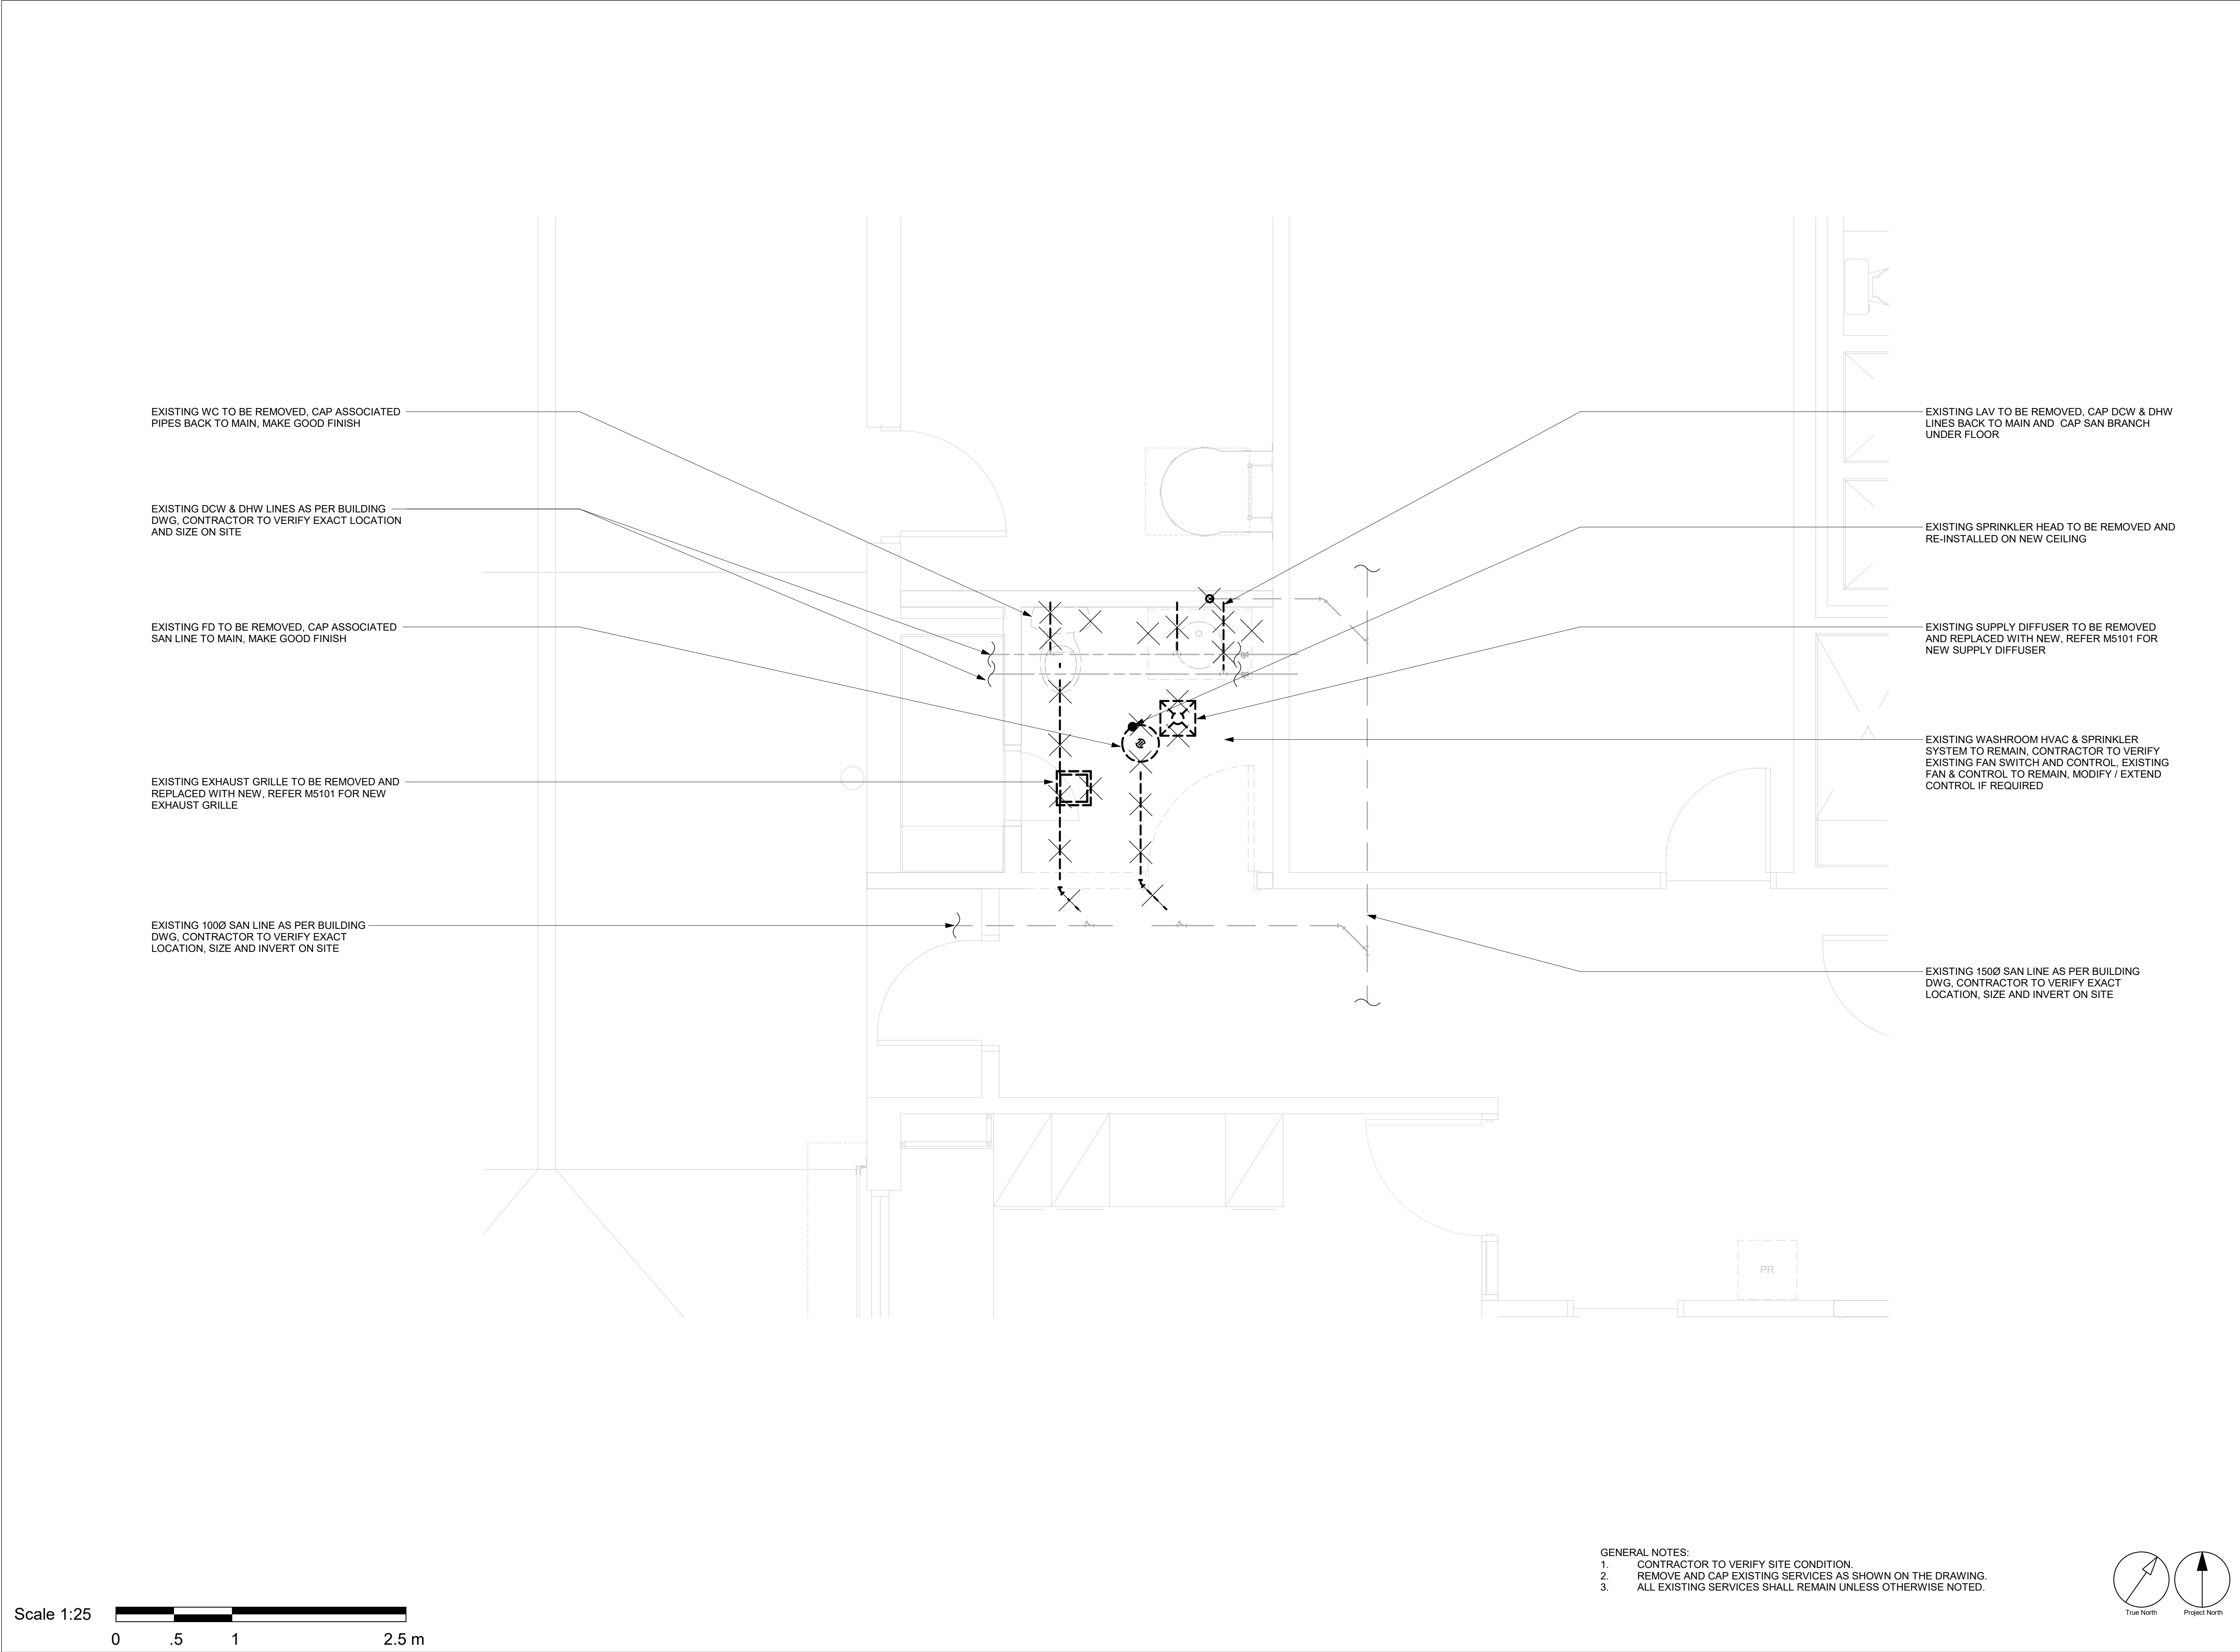 EXISTING WC TO BE REMOVED, CAP ASSOCIATED
PIPES BACK TO MAIN, MAKE GOOD FINISH
EXISTING DCW & DHW LINES AS PER BUILDING
DWG, CONTRACTOR TO VERIFY EXACT LOCATION
AND SIZE ON SITE
EXISTING FD TO BE REMOVED, CAP ASSOCIATED
SAN LINE TO MAIN, MAKE GOOD FINISH
EXISTING EXHAUST GRILLE TO BE REMOVED AND
REPLACED WITH NEW, REFER M5101 FOR NEW
EXHAUST GRILLE
EXISTING 100Ø SAN LINE AS PER BUILDING
DWG, CONTRACTOR TO VERIFY EXACT
LOCATION, SIZE AND INVERT ON SITE
EXISTING LAV TO BE REMOVED, CAP DCW & DHW
LINES BACK TO MAIN AND CAP SAN BRANCH
UNDER FLOOR
EXISTING SPRINKLER HEAD TO BE REMOVED AND
RE-INSTALLED ON NEW CEILING
EXISTING SUPPLY DIFFUSER TO BE REMOVED
AND REPLACED WITH NEW, REFER M5101 FOR
NEW SUPPLY DIFFUSER
EXISTING WASHROOM HVAC & SPRINKLER
SYSTEM TO REMAIN, CONTRACTOR TO VERIFY
EXISTING FAN SWITCH AND CONTROL, EXISTING
FAN & CONTROL TO REMAIN, MODIFY / EXTEND
CONTROL IF REQUIRED
EXISTING 150Ø SAN LINE AS PER BUILDING
DWG, CONTRACTOR TO VERIFY EXACT
LOCATION, SIZE AND INVERT ON SITE
PR
GENERAL NOTES:
1. CONTRACTOR TO VERIFY SITE CONDITION.
2. REMOVE AND CAP EXISTING SERVICES AS SHOWN ON THE DRAWING.
3. ALL EXISTING SERVICES SHALL REMAIN UNLESS OTHERWISE NOTED.
Scale 1:25
0 .5 1 2.5 m
True North
Project North